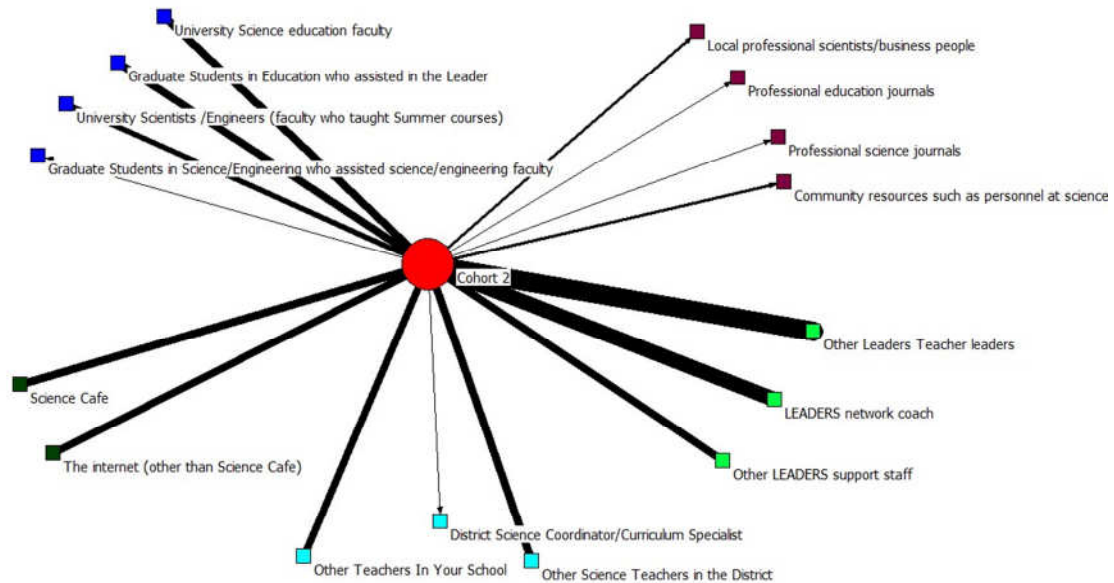 University Science education faculty
Local professional scientists/business people
Graduate Students in Education who assisted in the Leader
Professional education journals
University Scientists /Engineers (faculty who taught Summer courses)
Professional science journals
Graduate Students in Science/Engineering who assisted science/engineering faculty
Community resources such as personnel at science
Cohort 2
Other Leaders Teacher leaders
Science Cafe
LEADERS network coach
The internet (other than Science Cafe)
Other LEADERS support staff
District Science Coordinator/Curriculum Specialist
Other Teachers In Your School
Other Science Teachers in the District